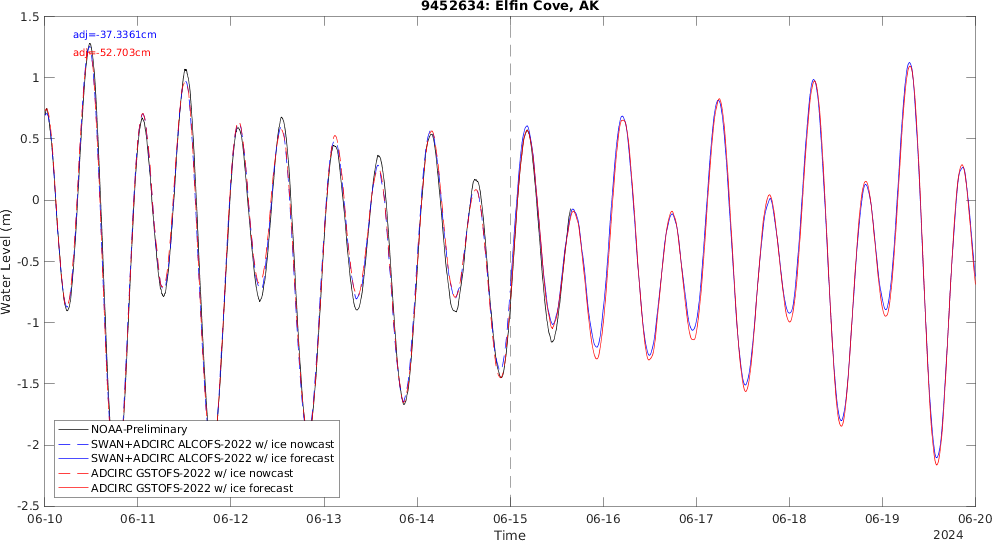 9452634: Elfin Cove, AK
adj=-37.3361cm
adj=-52.703cm
1.5
1
0.5
0
-0.5
-1
-1.5
-2
-2.5
Water Level (m)
NOAA-Preliminary
SWAN+ADCIRC ALCOFS-2022 w/ ice nowcast
SWAN+ADCIRC ALCOFS-2022 w/ ice forecast
ADCIRC GSTOFS-2022 w/ ice nowcast
ADCIRC GSTOFS-2022 w/ ice forecast
06-10 06-11 06-12 06-13 06-14 06-15 06-16 06-17 06-18 06-19 06-20
Time
2024